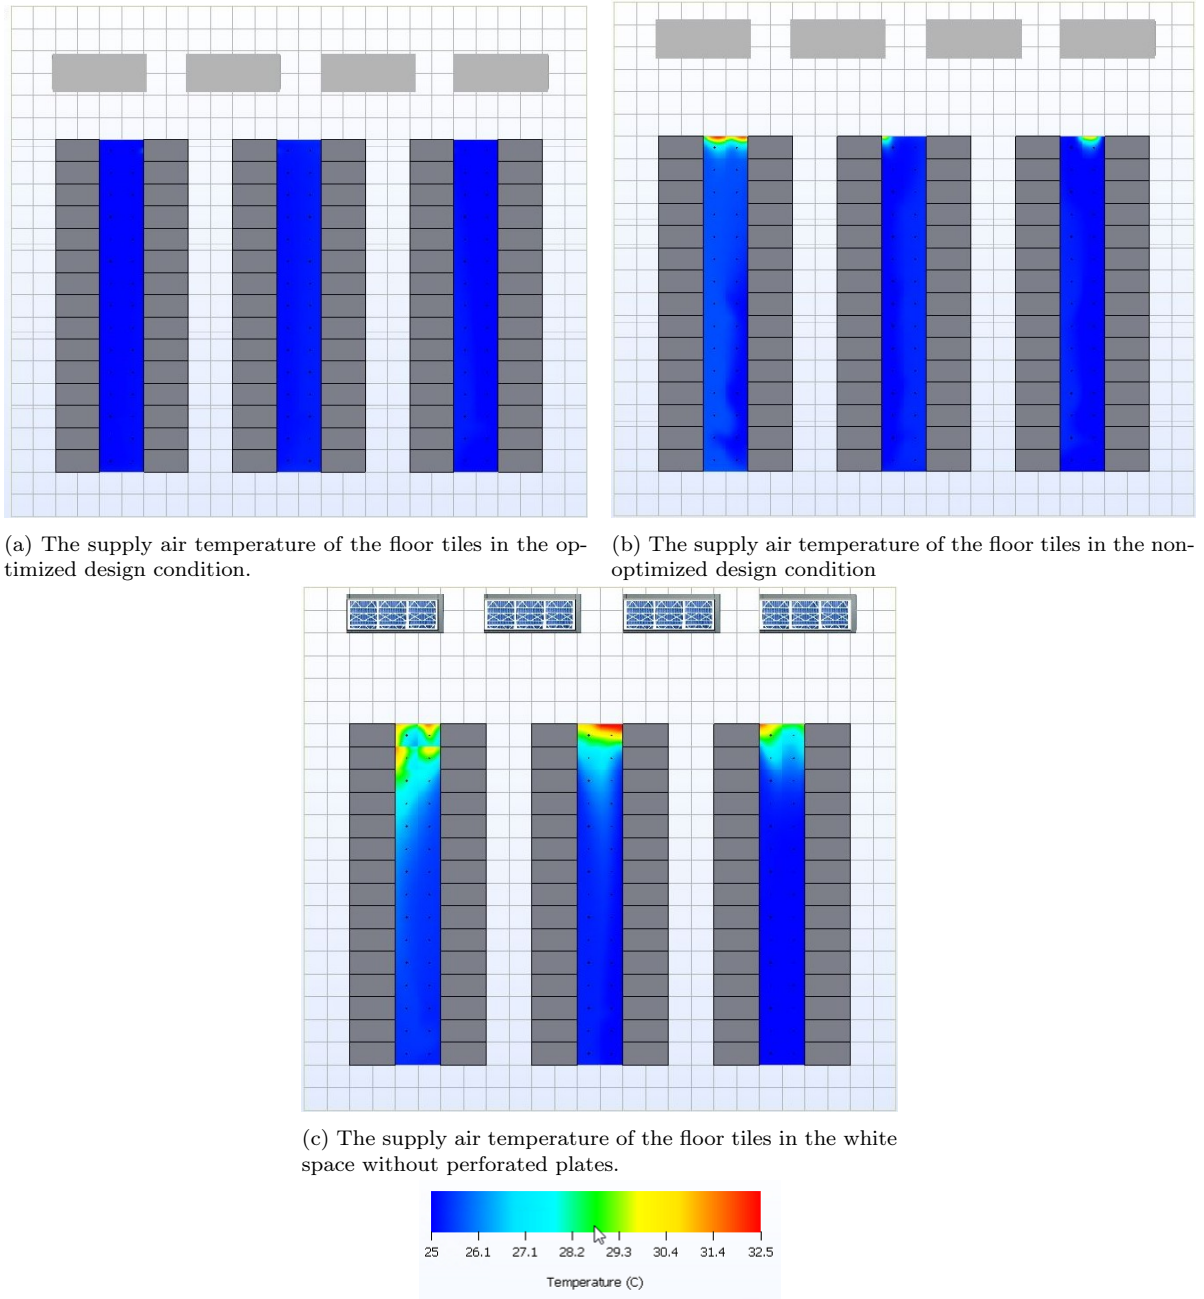 (a) The supply air temperature of the floor tiles in the op-
timized design condition.
(b) The supply air temperature of the floor tiles in the non-
optimized design condition
(c) The supply air temperature of the floor tiles in the white
space without perforated plates.
25 26.1 27.1 28.2 29.3 30.4 31.4 32.5
Temperature (C)